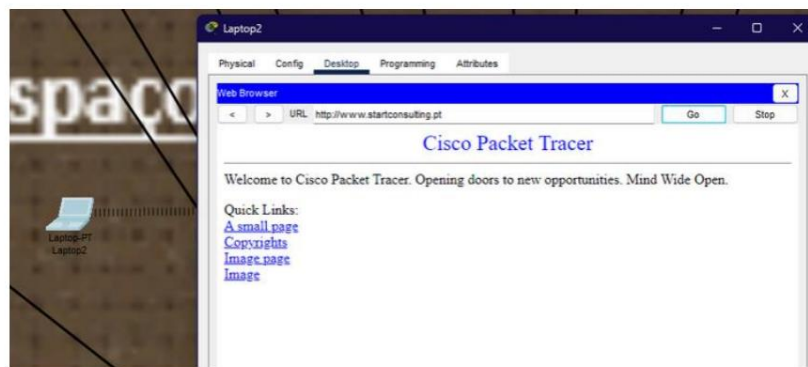 Laptop2
Physical Config Desktop Programming Attributes
Web Browser X
< > URL http://www.startconsulting.pt Go Stop
Cisco Packet Tracer
Welcome to Cisco Packet Tracer. Opening doors to new opportunities. Mind Wide Open.
Quick Links:
A small page
Copyrights
Image page
Image
spaço
Laptop-PT
Laptop2